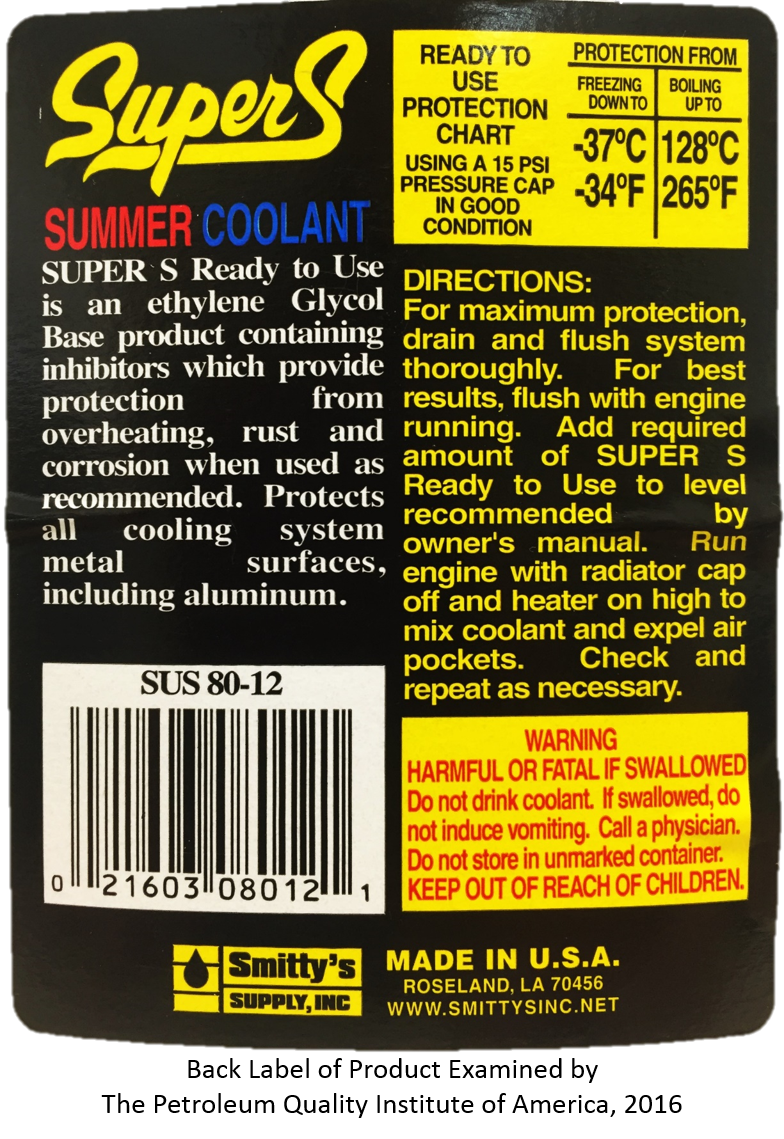 Super S
SUMMER COOLANT
SUPER S Ready to Use
is an ethylene Glycol
Base product containing
inhibitors which provide
protection from
overheating, rust and
corrosion when used as
recommended. Protects
all cooling system
metal surfaces,
including aluminum.
SUS 80-12
0 21603 08012 1
READY TO
USE
PROTECTION
CHART
USING A 15 PSI
PRESSURE CAP
IN GOOD
CONDITION
PROTECTION FROM
FREEZING
DOWN TO
BOILING
UP TO
-37ºC 128ºC
-34ºF 265ºF
DIRECTIONS:
For maximum protection,
drain and flush system
thoroughly. For best
results, flush with engine
running. Add required
amount of SUPER S
Ready to Use to level
recommended by
owner's manual. Run
engine with radiator cap
off and heater on high to
mix coolant and expel air
pockets. Check and
repeat as necessary.
WARNING
HARMFUL OR FATAL IF SWALLOWED
Do not drink coolant. If swallowed, do
not induce vomiting. Call a physician.
Do not store in unmarked container.
KEEP OUT OF REACH OF CHILDREN.
Smitty's
SUPPLY, INC
MADE IN U.S.A.
ROSELAND, LA 70456
WWW.SMITTYSINC.NET
Back Label of Product Examined by
The Petroleum Quality Institute of America, 2016